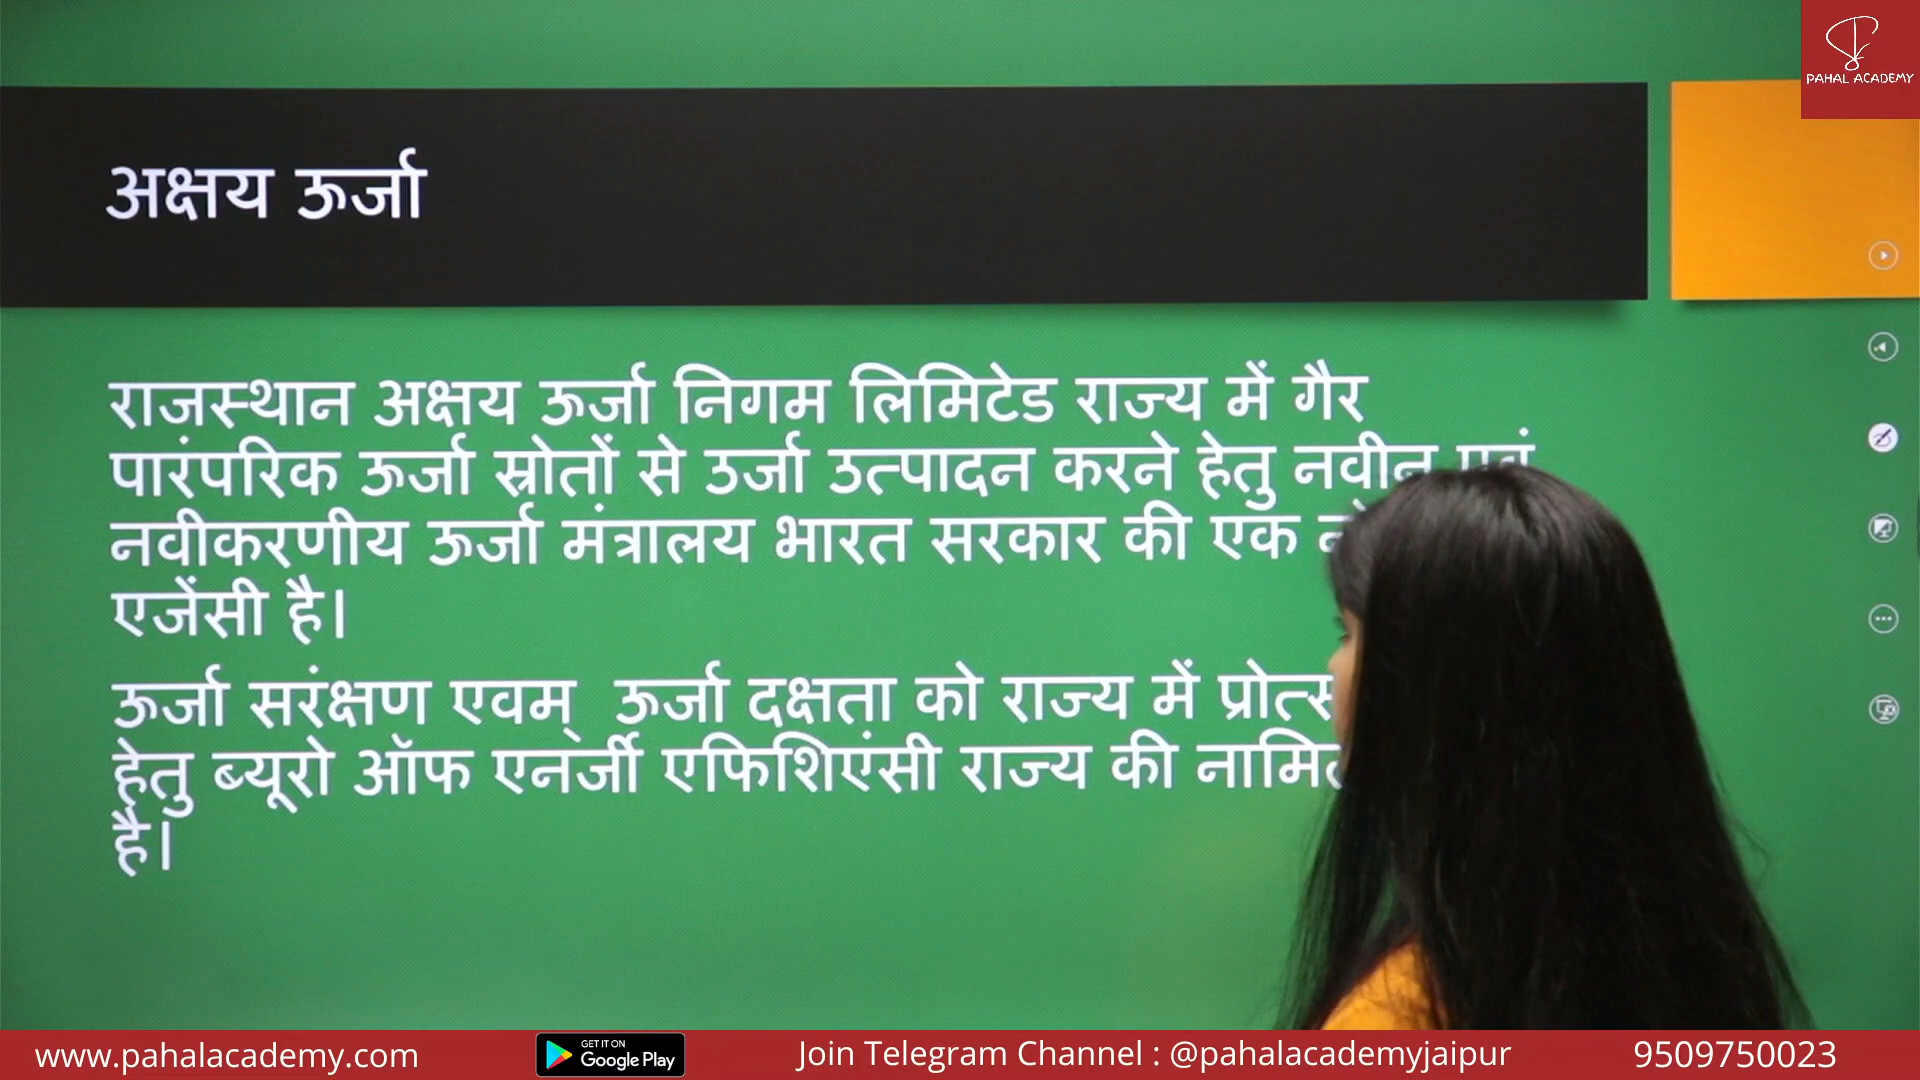 PAHAL ACADEMY
अक्षय ऊर्जा
राजस्थान अक्षय ऊर्जा निगम लिमिटेड राज्य में गैर
पारंपरिक ऊर्जा स्रोतों से उर्जा उत्पादन करने हेतु नवीन एवं
नवीकरणीय ऊर्जा मंत्रालय भारत सरकार की एक
एजेंसी है।
ऊर्जा सरंक्षण एवम् ऊर्जा दक्षता को राज्य में
हेतु ब्यूरो ऑफ एनर्जी एफिशिएंसी राज्य की
है।
www.pahalacademy.com
GET IT ON
Google Play
Join Telegram Channel : @pahalacademyjaipur
9509750023